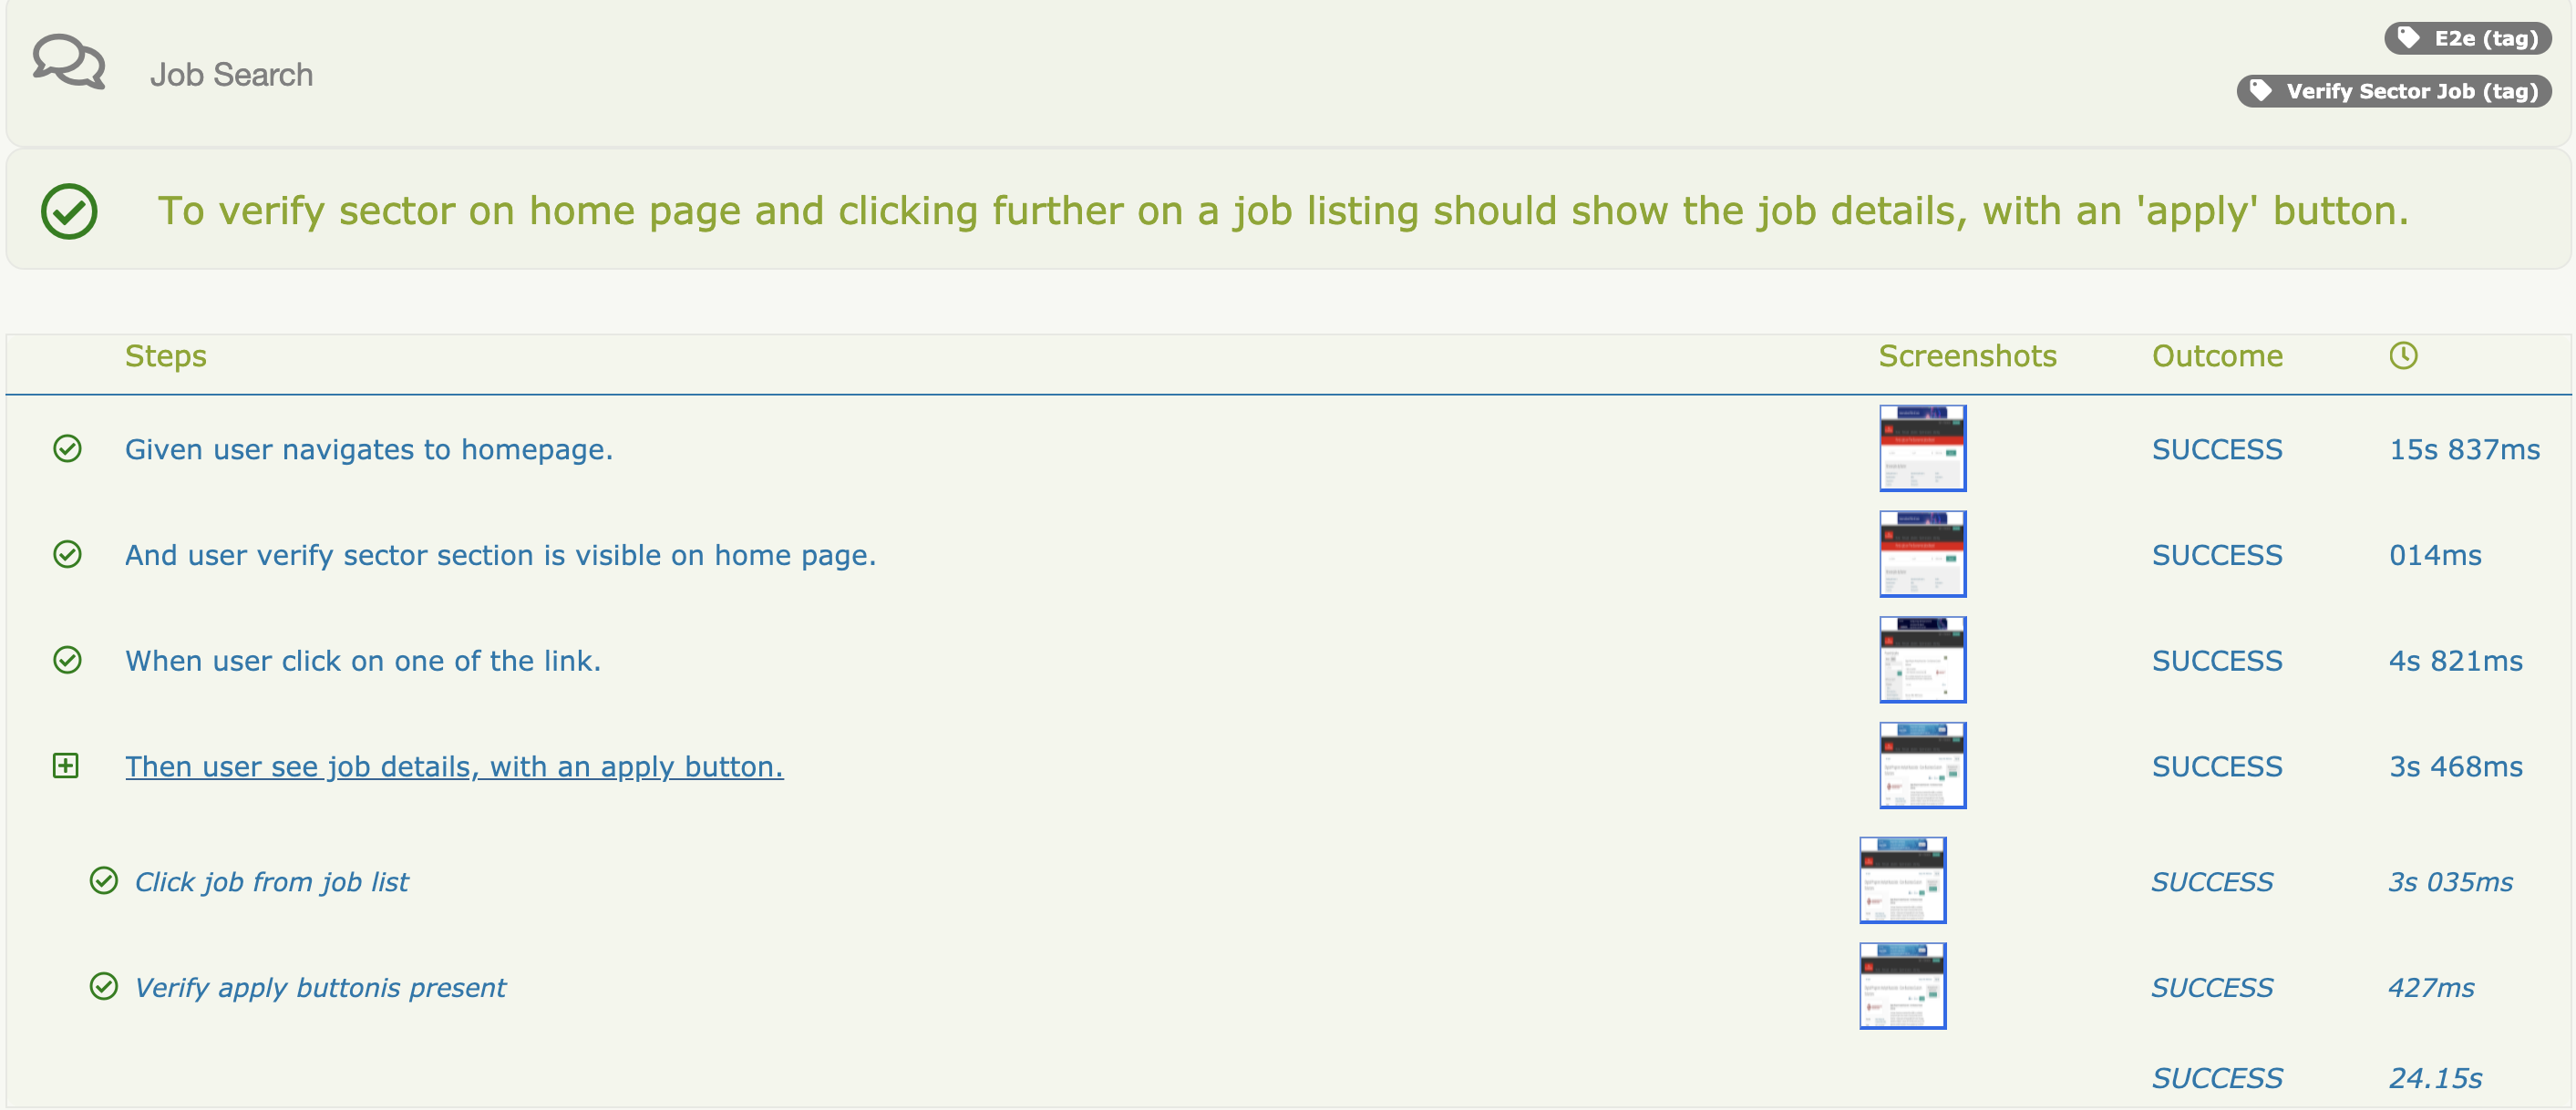 Job Search
E2e (tag)
Verify Sector Job (tag)
To verify sector on home page and clicking further on a job listing should show the job details, with an 'apply' button.
Steps Screenshots Outcome
Given user navigates to homepage. SUCCESS 15s 837ms
And user verify sector section is visible on home page. SUCCESS 014ms
When user click on one of the link. SUCCESS 4s 821ms
Then user see job details, with an apply button. SUCCESS 3s 468ms
Click job from job list SUCCESS 3s 035ms
Verify apply buttonis present SUCCESS 427ms
SUCCESS 24.15s